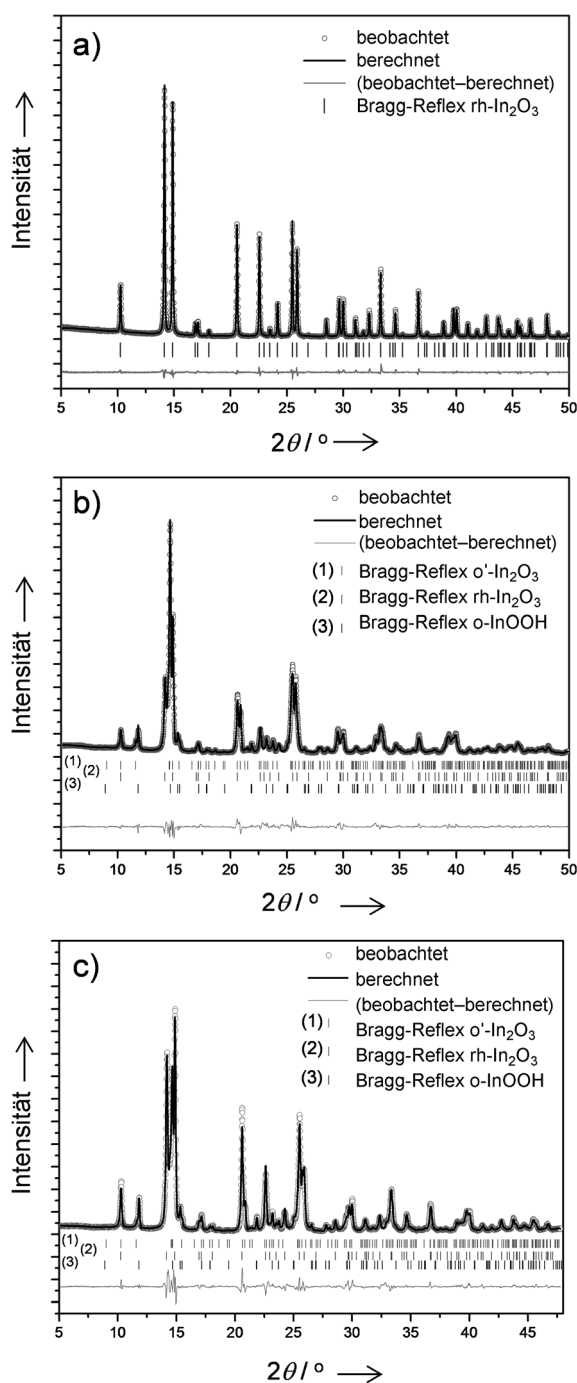 a)
beobachtet
berechnet
(beobachtet–berechnet)
Bragg-Reflex rh-In₂O₃
Intensität
5 10 15 20 25 30 35 40 45 50
2θ / °
b)
beobachtet
berechnet
(beobachtet–berechnet)
(1) Bragg-Reflex o'-In₂O₃
(2) Bragg-Reflex rh-In₂O₃
(3) Bragg-Reflex o-InOOH
Intensität
(1)
(2)
(3)
5 10 15 20 25 30 35 40 45 50
2θ / °
c)
beobachtet
berechnet
(beobachtet–berechnet)
(1) Bragg-Reflex o'-In₂O₃
(2) Bragg-Reflex rh-In₂O₃
(3) Bragg-Reflex o-InOOH
Intensität
(1)
(2)
(3)
5 10 15 20 25 30 35 40 45
2θ / °